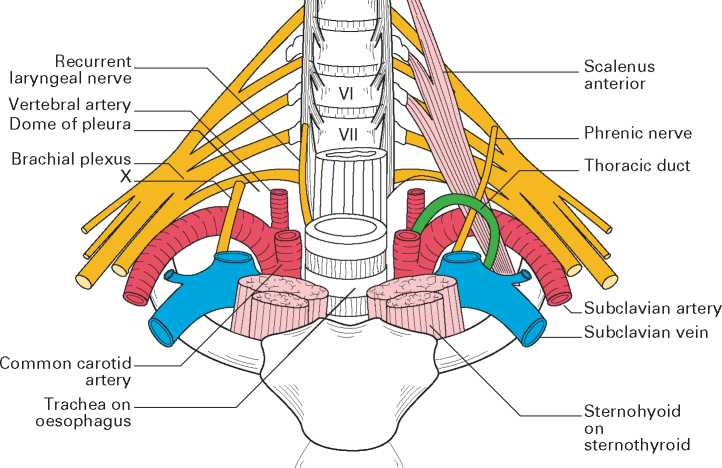 Recurrent
laryngeal nerve
Vertebral artery
Dome of pleura
Brachial plexus
X
Common carotid
artery
Trachea on
oesophagus
VI
VII
Scalenus
anterior
Phrenic nerve
Thoracic duct
Subclavian artery
Subclavian vein
Sternohyoid
on
sternothyroid